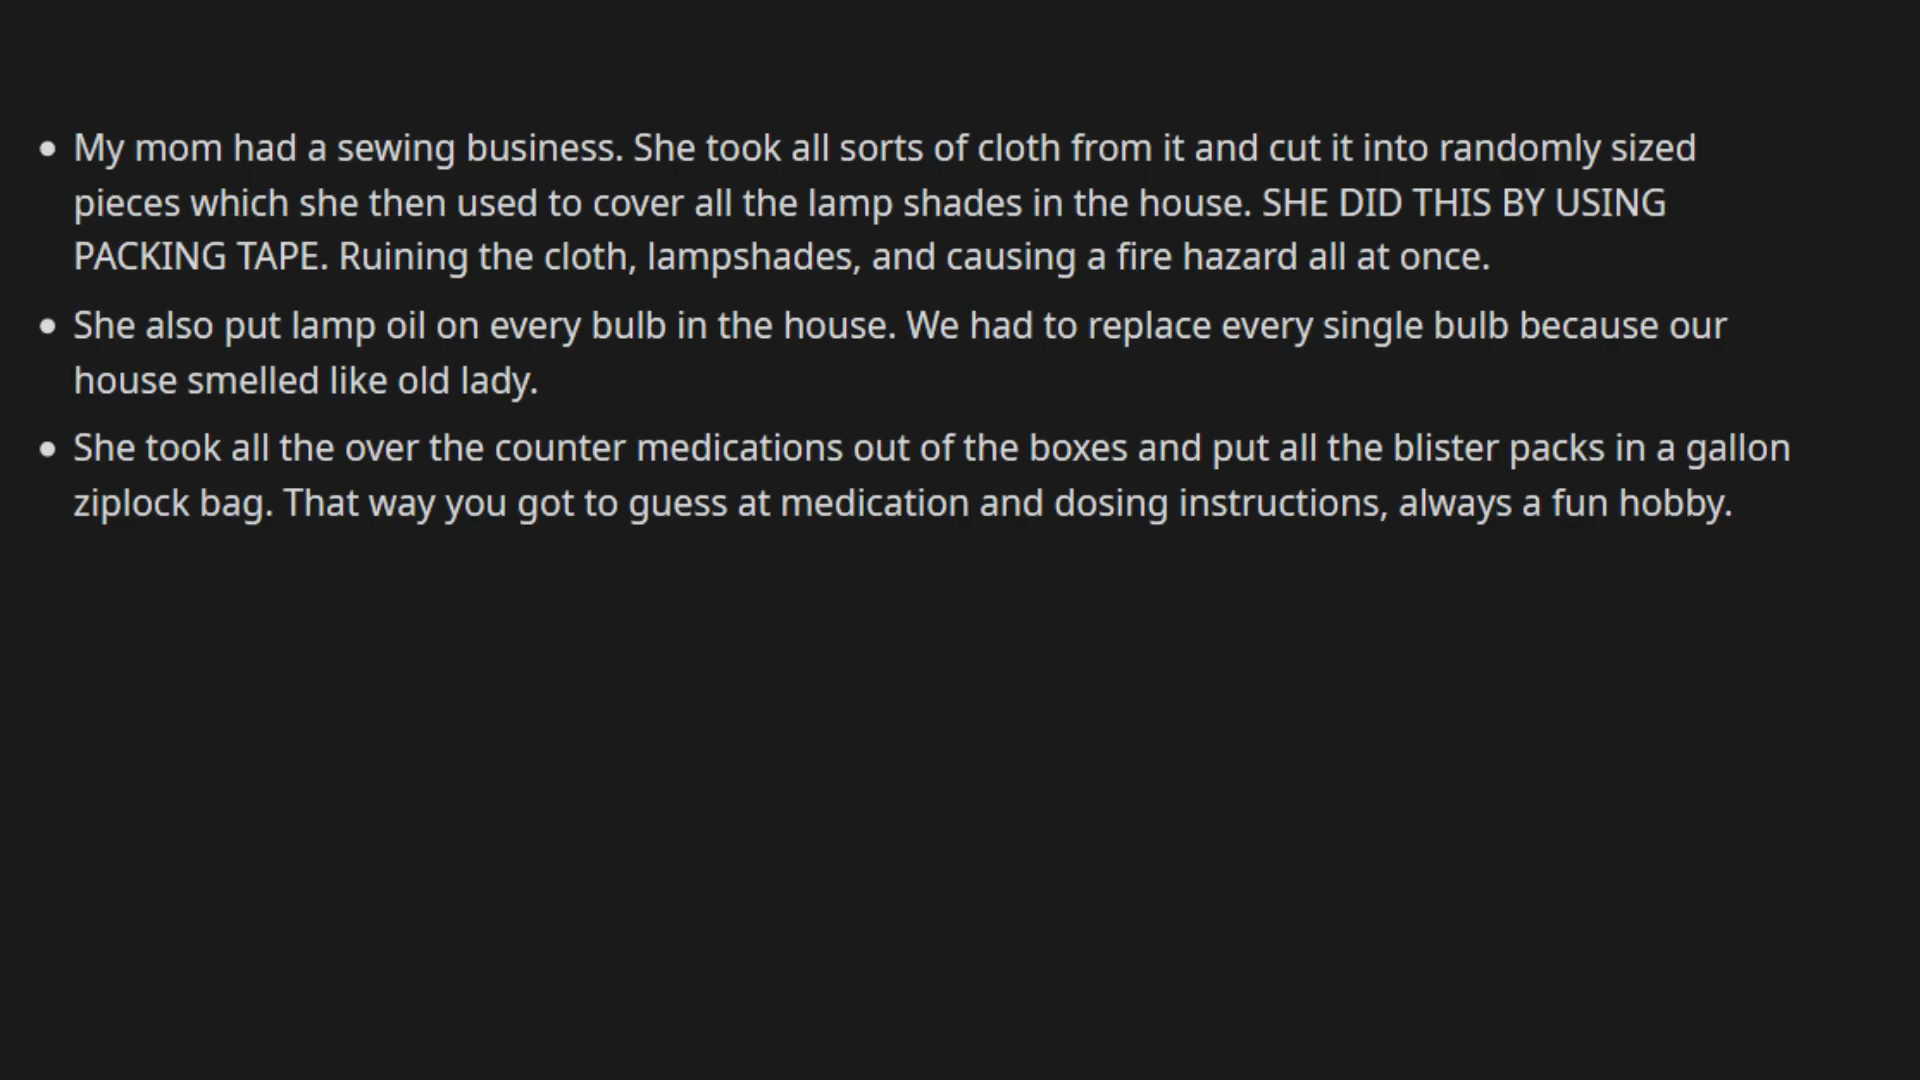 My mom had a sewing business. She took all sorts of cloth from it and cut it into randomly sized
pieces which she then used to cover all the lamp shades in the house. SHE DID THIS BY USING
PACKING TAPE. Ruining the cloth, lampshades, and causing a fire hazard all at once.
She also put lamp oil on every bulb in the house. We had to replace every single bulb because our
house smelled like old lady.
She took all the over the counter medications out of the boxes and put all the blister packs in a gallon
ziplock bag. That way you got to guess at medication and dosing instructions, always a fun hobby.